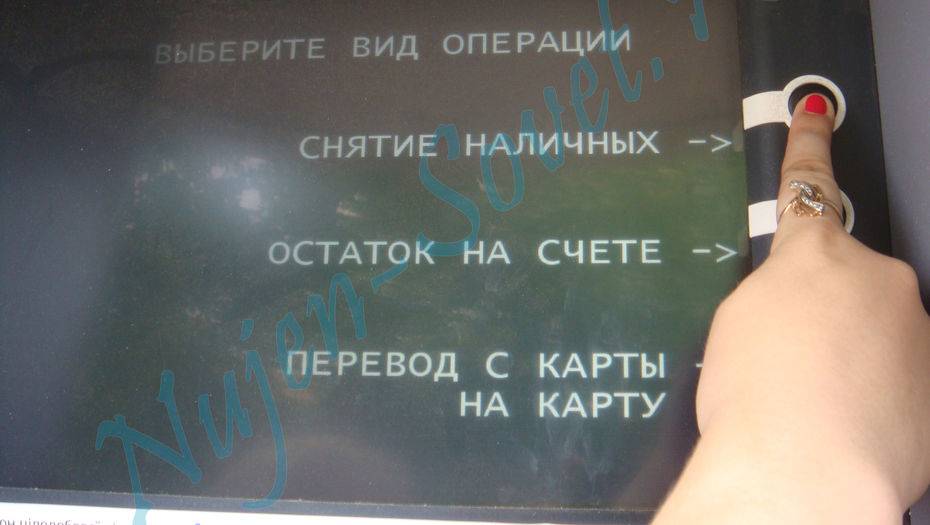 ВЫБЕРИТЕ ВИД ОПЕРАЦИИ
СНЯТИЕ НАЛИЧНЫХ ->
ОСТАТОК НА СЧЕТЕ ->
ПЕРЕВОД С КАРТЫ -
НА КАРТУ
Nujen-Sovet.